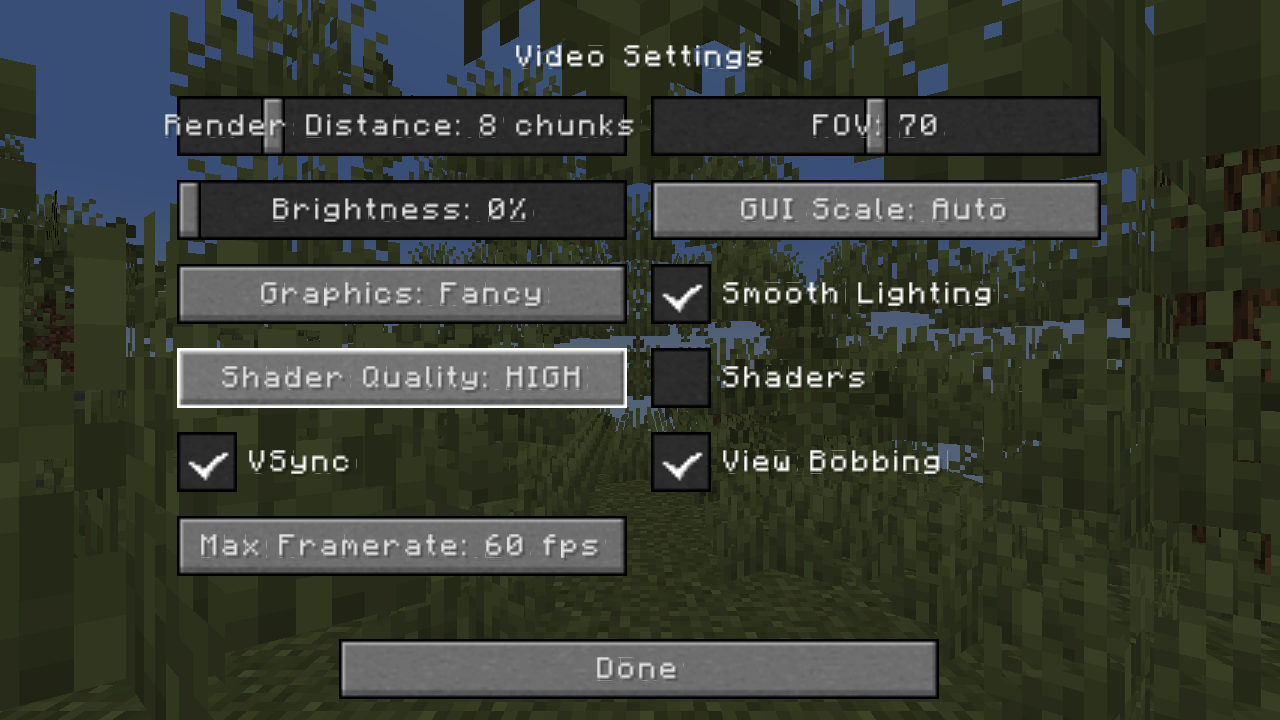 Video Settings
Render Distance: 8 chunks
FOV: 70
Brightness: 0%
GUI Scale: Auto
Graphics: Fancy
Smooth Lighting
Shader Quality: HIGH
Shaders
VSync
View Bobbing
Max Framerate: 60 fps
Done